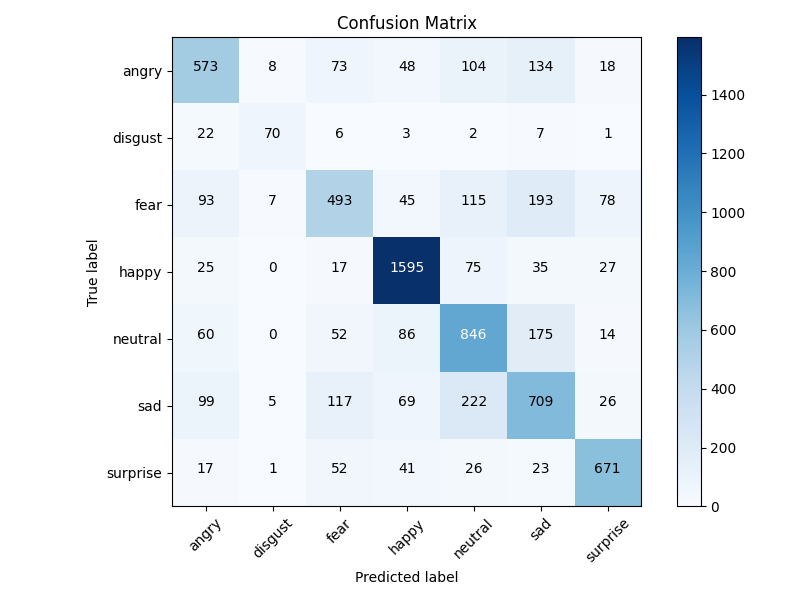 Confusion Matrix
True label
angry 573 8 73 48 104 134 18
disgust 22 70 6 3 2 7 1
fear 93 7 493 45 115 193 78
happy 25 0 17 1595 75 35 27
neutral 60 0 52 86 846 175 14
sad 99 5 117 69 222 709 26
surprise 17 1 52 41 26 23 671
angry disgust fear happy neutral sad surprise
Predicted label
1400
1200
1000
800
600
400
200
0